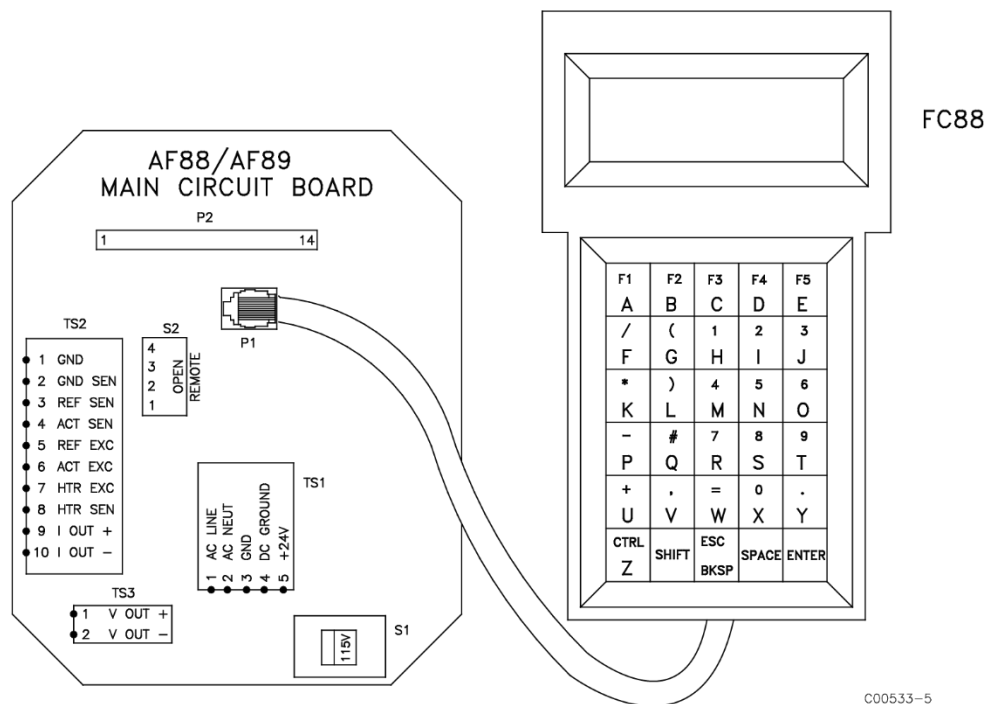 FC88
AF88/AF89
MAIN CIRCUIT BOARD
P2
1 14
P1
TS2
1 GND
2 GND SEN
3 REF SEN
4 ACT SEN
5 REF EXC
6 ACT EXC
7 HTR EXC
8 HTR SEN
9 I OUT +
10 I OUT -
S2
4
3
2
1
OPEN
REMOTE
TS1
1 AC LINE
2 AC NEUT
3 GND
4 DC GROUND
5 +24V
TS3
1 V OUT +
2 V OUT -
S1
115V
F1 F2 F3 F4 F5
A B C D E
/ ( 1 2 3
F G H I J
* ) 4 5 6
K L M N O
- # 7 8 9
P Q R S T
+ , = 0 .
U V W X Y
CTRL SHIFT ESC SPACE ENTER
Z BKSP
C00533-5